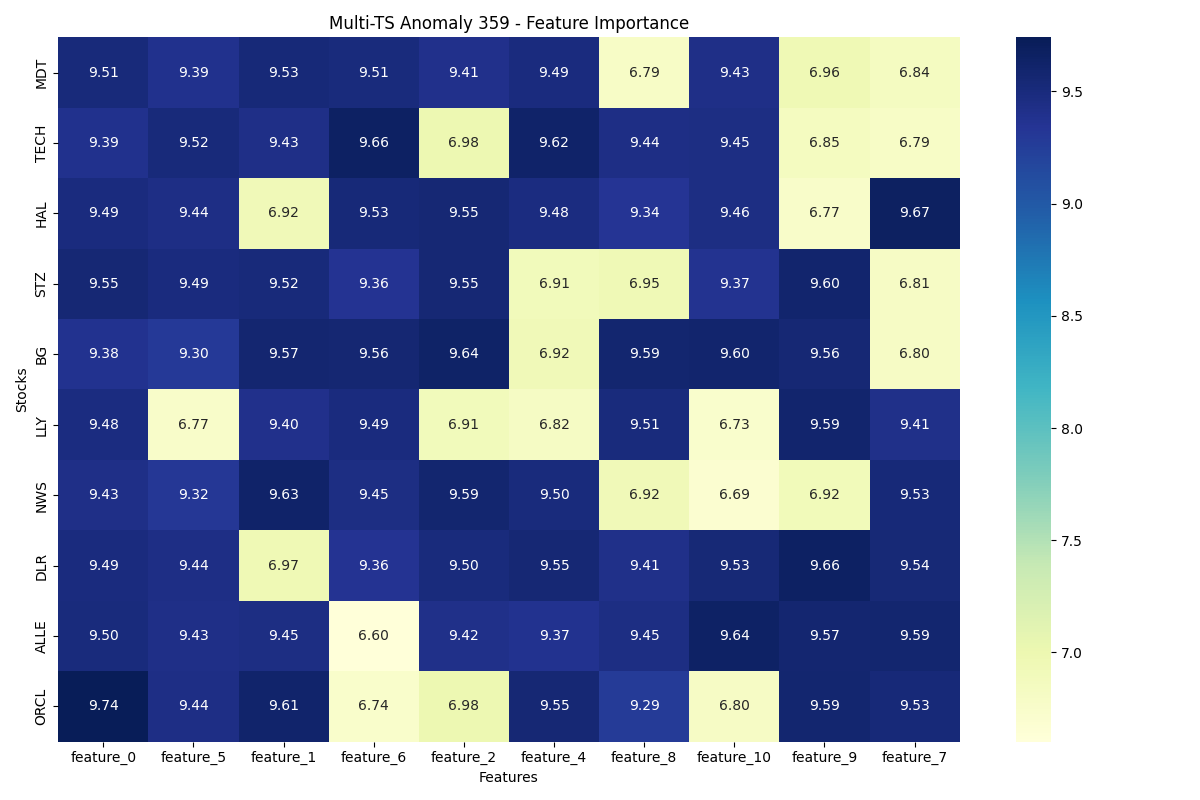 Multi-TS Anomaly 359 - Feature Importance
Stocks
MDT 9.51 9.39 9.53 9.51 9.41 9.49 6.79 9.43 6.96 6.84
TECH 9.39 9.52 9.43 9.66 6.98 9.62 9.44 9.45 6.85 6.79
HAL 9.49 9.44 6.92 9.53 9.55 9.48 9.34 9.46 6.77 9.67
STZ 9.55 9.49 9.52 9.36 9.55 6.91 6.95 9.37 9.60 6.81
BG 9.38 9.30 9.57 9.56 9.64 6.92 9.59 9.60 9.56 6.80
LLY 9.48 6.77 9.40 9.49 6.91 6.82 9.51 6.73 9.59 9.41
NWS 9.43 9.32 9.63 9.45 9.59 9.50 6.92 6.69 6.92 9.53
DLR 9.49 9.44 6.97 9.36 9.50 9.55 9.41 9.53 9.66 9.54
ALLE 9.50 9.43 9.45 6.60 9.42 9.37 9.45 9.64 9.57 9.59
ORCL 9.74 9.44 9.61 6.74 6.98 9.55 9.29 6.80 9.59 9.53
feature_0 feature_5 feature_1 feature_6 feature_2 feature_4 feature_8 feature_10 feature_9 feature_7
Features
9.5
9.0
8.5
8.0
7.5
7.0